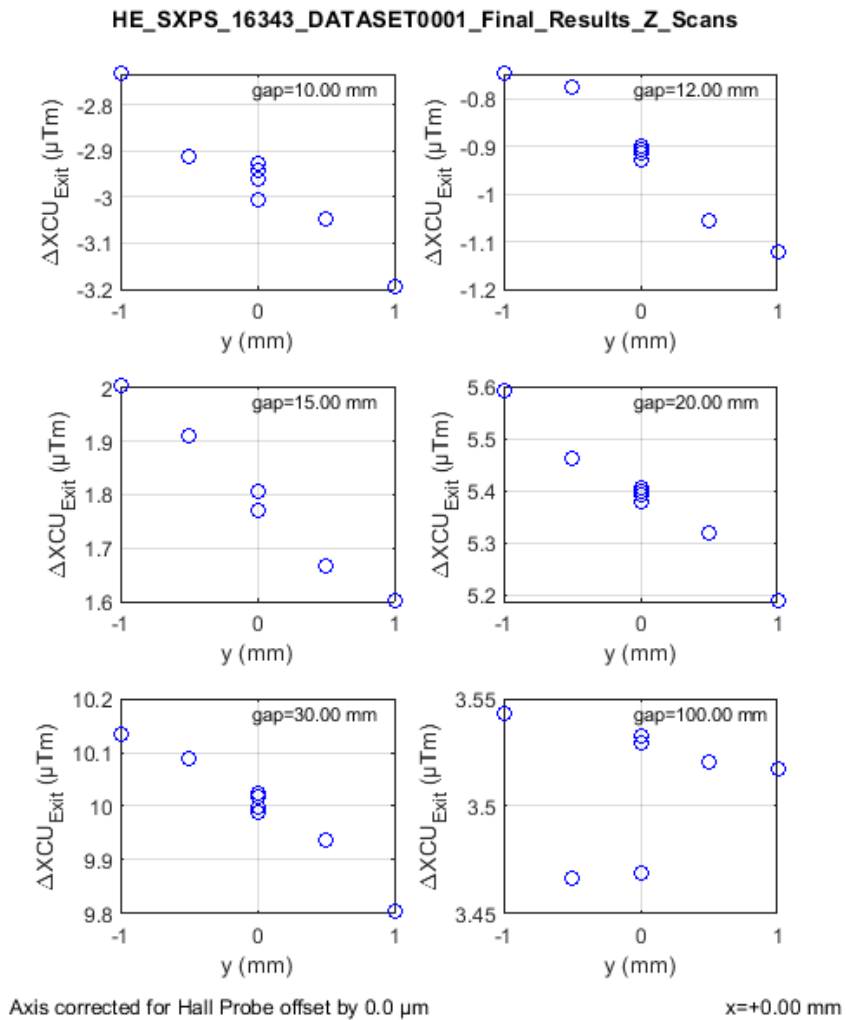 HE_SXPS_16343_DATASET0001_Final_Results_Z_Scans
gap=10.00 mm
-2.8
-2.9
-3
-3.1
-3.2
-1
0
1
y (mm)
ΔXCU_Exit (µTm)
gap=12.00 mm
-0.8
-0.9
-1
-1.1
-1.2
-1
0
1
y (mm)
ΔXCU_Exit (µTm)
gap=15.00 mm
2
1.9
1.8
1.7
1.6
-1
0
1
y (mm)
ΔXCU_Exit (µTm)
gap=20.00 mm
5.6
5.5
5.4
5.3
5.2
-1
0
1
y (mm)
ΔXCU_Exit (µTm)
gap=30.00 mm
10.2
10.1
10
9.9
9.8
-1
0
1
y (mm)
ΔXCU_Exit (µTm)
gap=100.00 mm
3.55
3.5
3.45
-1
0
1
y (mm)
ΔXCU_Exit (µTm)
Axis corrected for Hall Probe offset by 0.0 µm
x=+0.00 mm